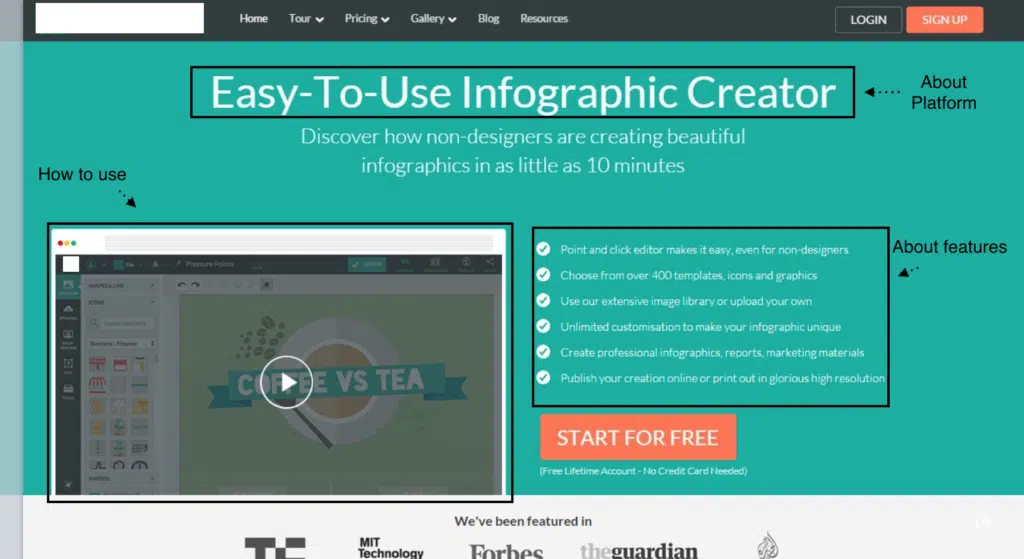 Home Tour Pricing Gallery Blog Resources LOGIN SIGN UP
Easy-To-Use Infographic Creator
About
Platform
Discover how non-designers are creating beautiful
infographics in as little as 10 minutes
How to use
Pressure Points
ICONS
COFFEE VS TEA
Point and click editor makes it easy, even for non-designers
Choose from over 400 templates, icons and graphics
Use our extensive image library or upload your own
Unlimited customisation to make your infographic unique
Create professional infographics, reports, marketing materials
Publish your creation online or print out in glorious high resolution
About features
START FOR FREE
(Free Lifetime Account - No Credit Card Needed)
We've been featured in
MIT
Technology
Forbes
theguardian